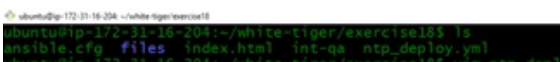 ubuntu@ip-172-31-16-204: ~/white-tiger/exercise18
ubuntu@ip-172-31-16-204:~/white-tiger/exercise18$ ls
ansible.cfg files index.html int-qa ntp_deploy.yml